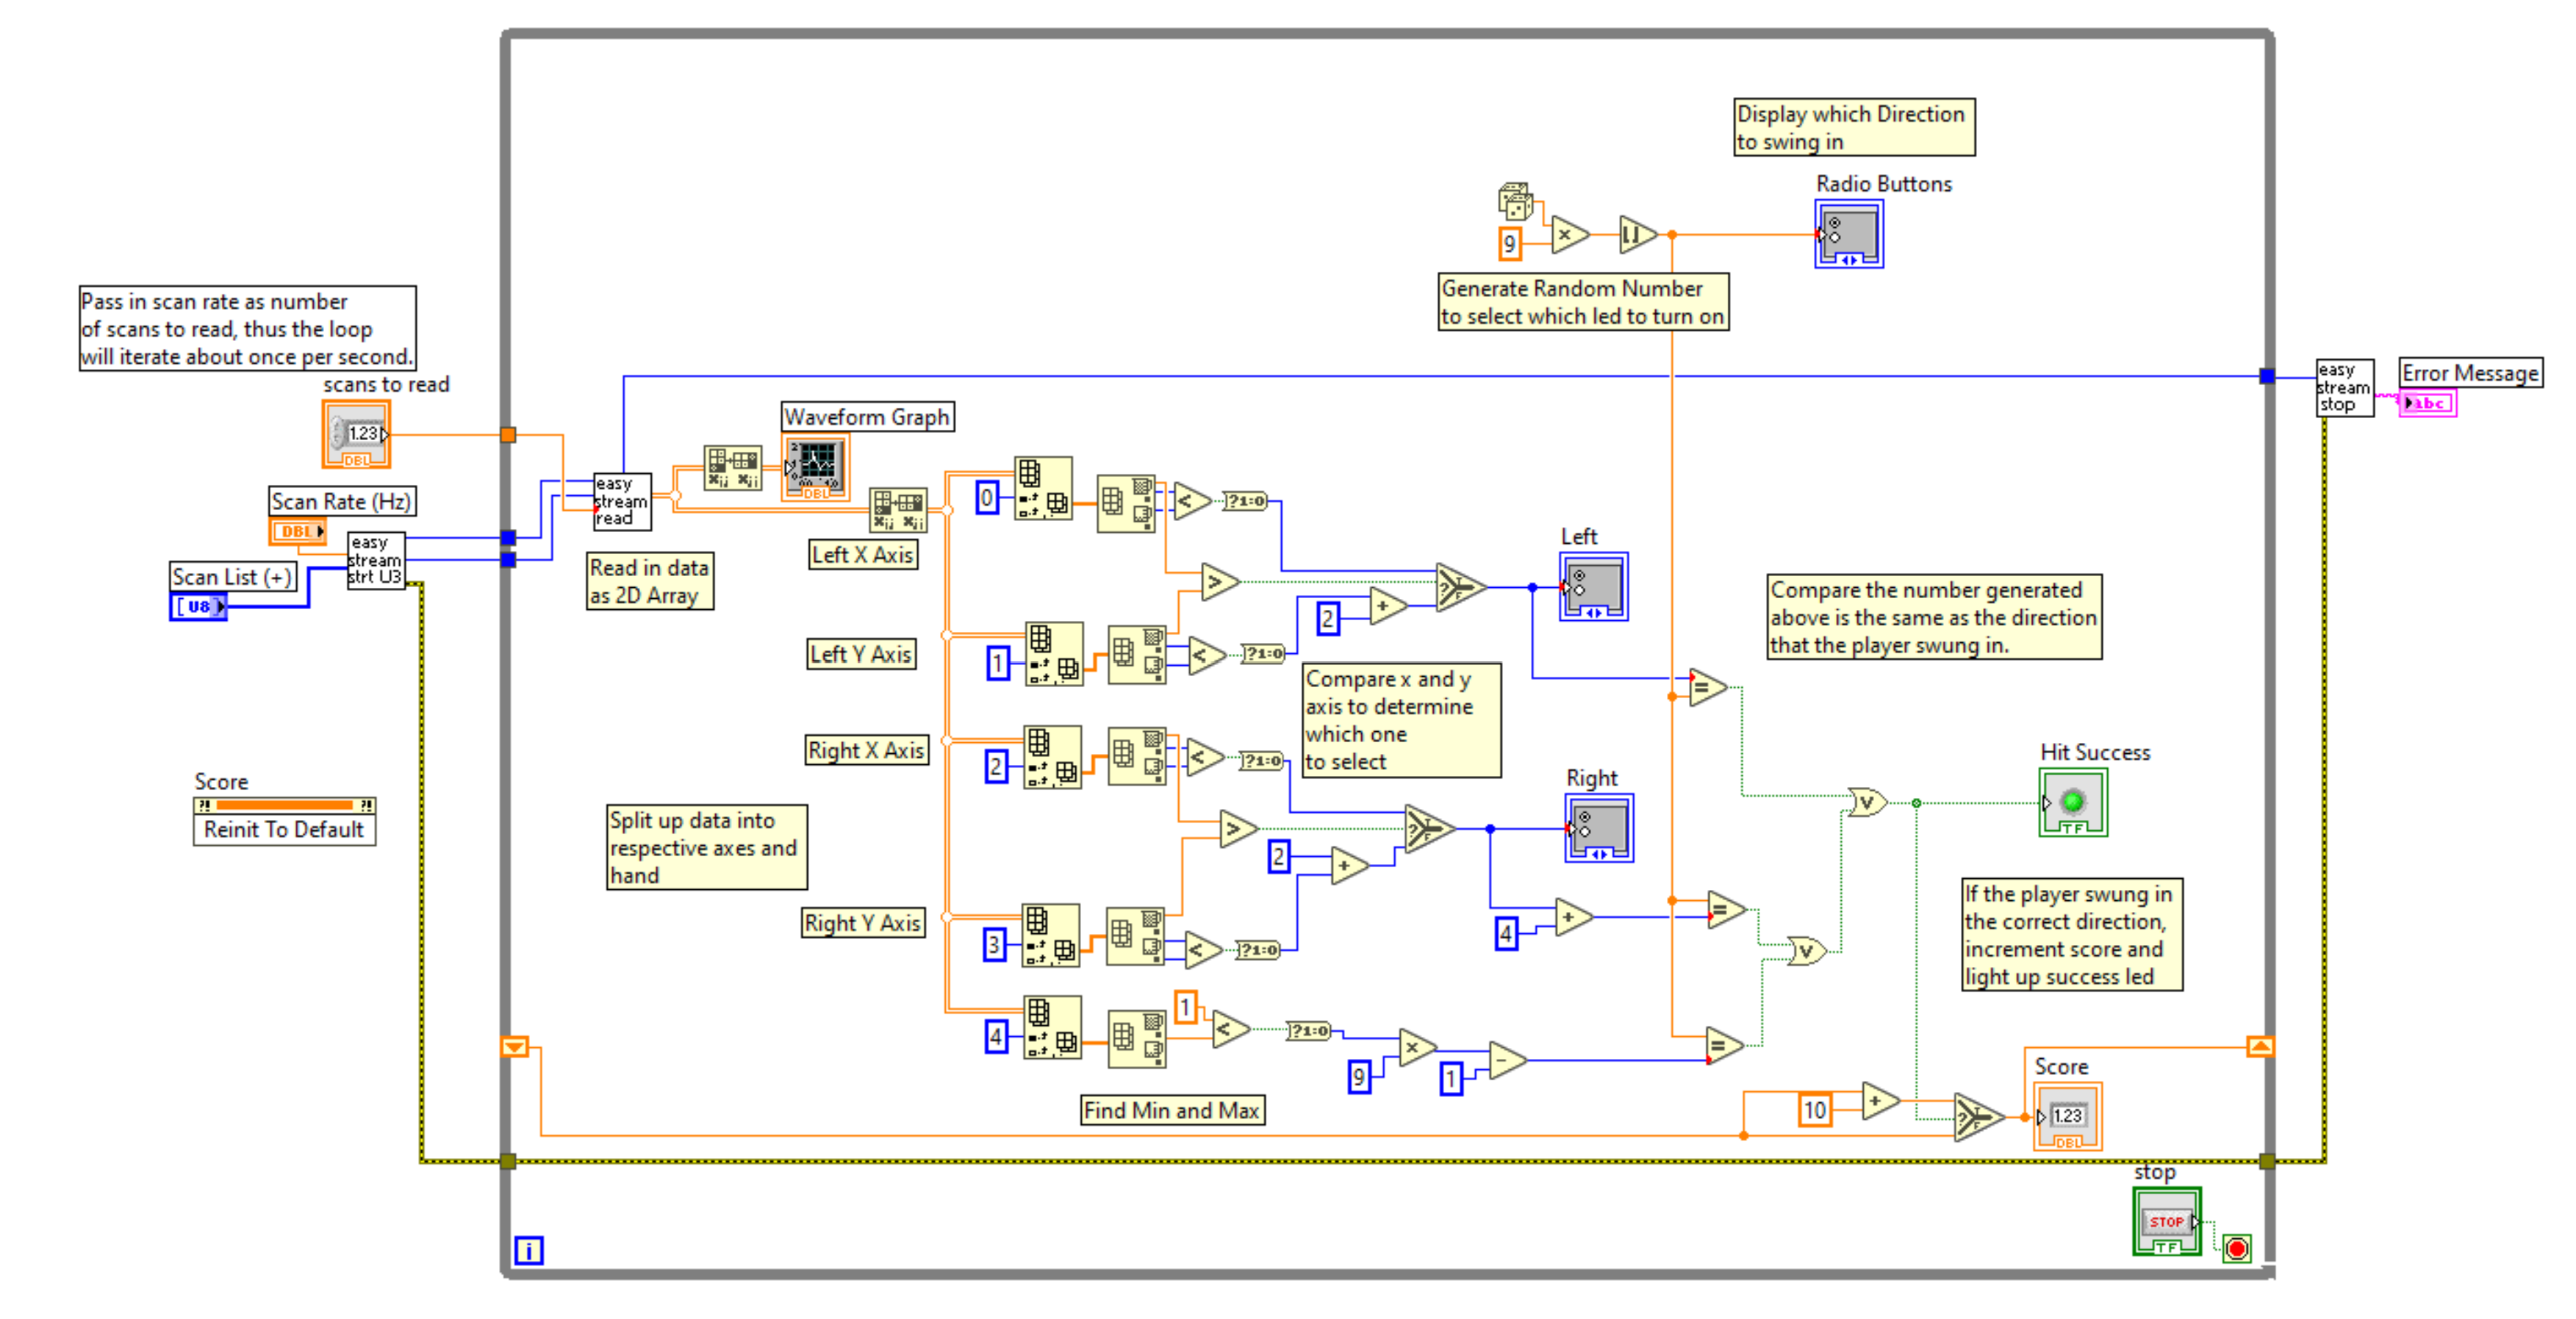 Display which Direction
to swing in
Radio Buttons
9
×
Generate Random Number
to select which led to turn on
Pass in scan rate as number
of scans to read, thus the loop
will iterate about once per second.
scans to read
1.23
DBL
easy
stream
stop
Error Message
abc
Waveform Graph
DBL
Scan Rate (Hz)
DBL
easy
stream
read
easy
stream
strt U3
Scan List (+)
[U8]
Read in data
as 2D Array
Left X Axis
0
<
?1:0
>
Left
Left Y Axis
1
<
?1:0
2
+
?
T
F
Compare the number generated
above is the same as the direction
that the player swung in.
=
Compare x and y
axis to determine
which one
to select
Right X Axis
2
<
?1:0
Right
Hit Success
TF
V
Score
?!
?!
Reinit To Default
Split up data into
respective axes and
hand
>
2
+
?
T
F
Right Y Axis
3
<
?1:0
4
+
=
V
If the player swung in
the correct direction,
increment score and
light up success led
4
1
<
?1:0
×
9
1
-
=
Find Min and Max
10
+
?
T
F
Score
1.23
DBL
stop
STOP
TF
i